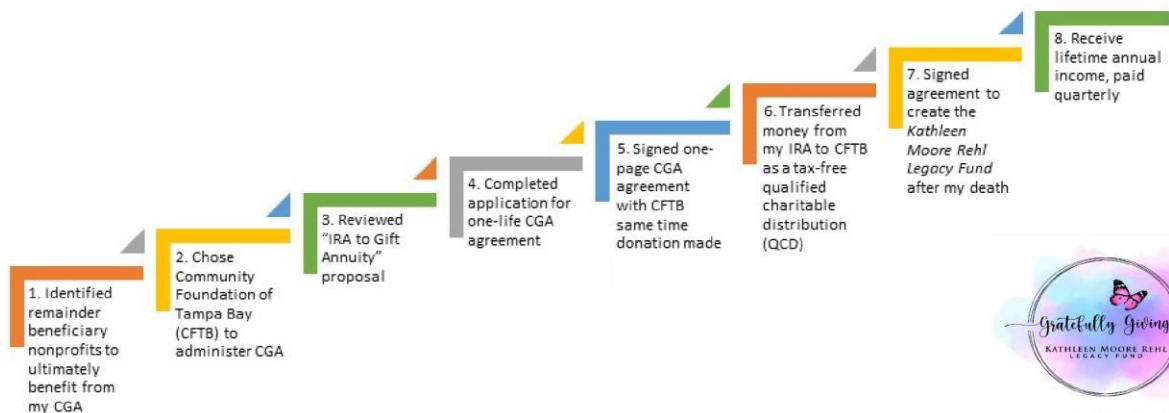 1. Identified
remainder
beneficiary
nonprofits to
ultimately
benefit from
my CGA
2. Chose
Community
Foundation of
Tampa Bay
(CFTB) to
administer CGA
3. Reviewed
“IRA to Gift
Annuity”
proposal
4. Completed
application for
one-life CGA
agreement
5. Signed one-
page CGA
agreement
with CFTB
same time
donation made
6. Transferred
money from
my IRA to CFTB
as a tax-free
qualified
charitable
distribution
(QCD)
7. Signed
agreement to
create the
Kathleen
Moore Rehl
Legacy Fund
after my death
8. Receive
lifetime annual
income, paid
quarterly
Gratefully Giving
KATHLEEN MOORE REHL
LEGACY FUND